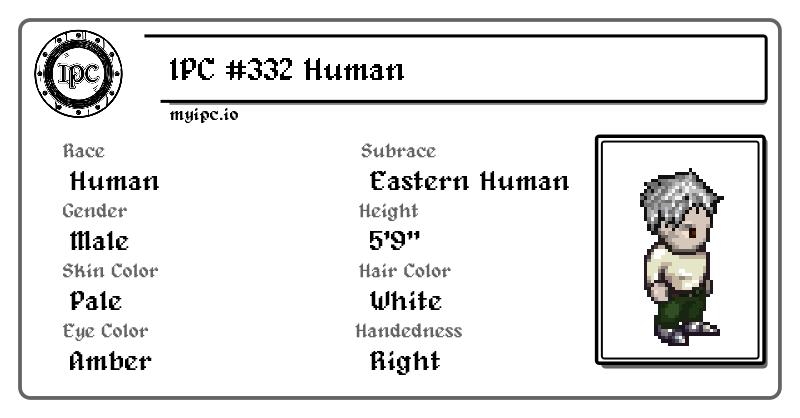 IPC
IPC #332 Human
myipc.io
Race
Human
Subrace
Eastern Human
Gender
Male
Height
5'9"
Skin Color
Pale
Hair Color
White
Eye Color
Amber
Handedness
Right